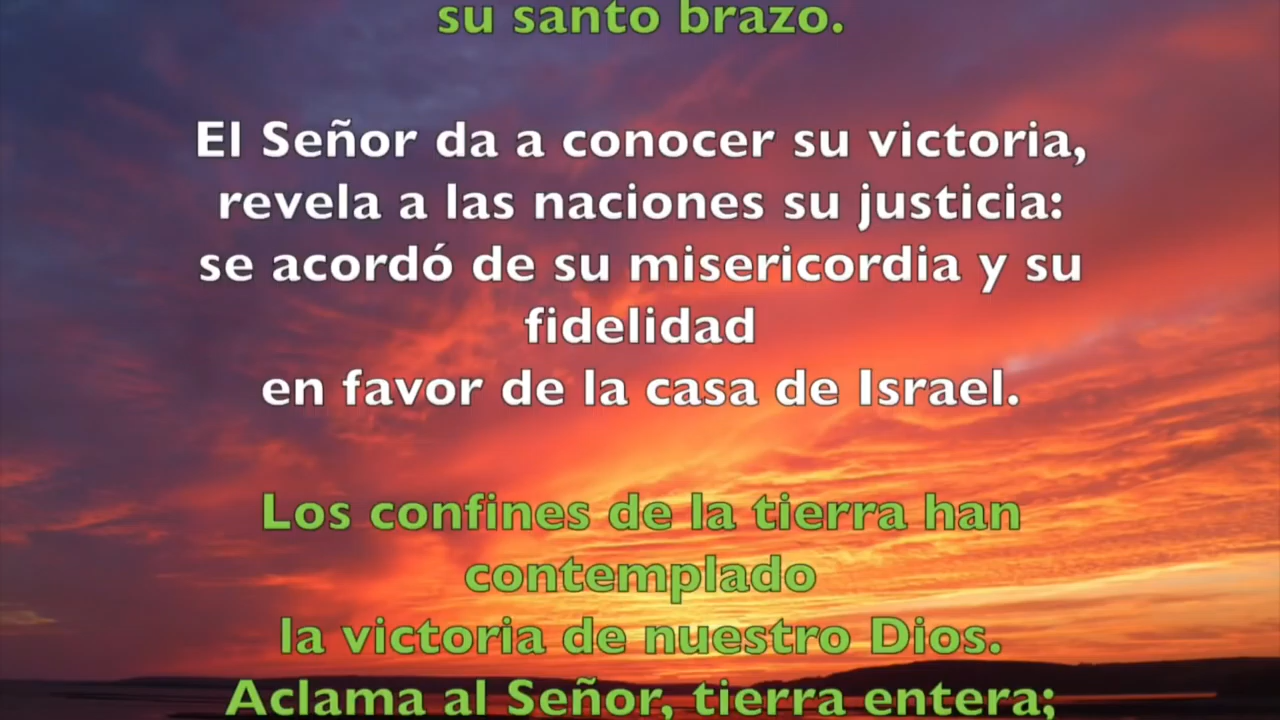 su santo brazo.
El Señor da a conocer su victoria,
revela a las naciones su justicia:
se acordó de su misericordia y su
fidelidad
en favor de la casa de Israel.
Los confines de la tierra han
contemplado
la victoria de nuestro Dios.
Aclama al Señor, tierra entera;